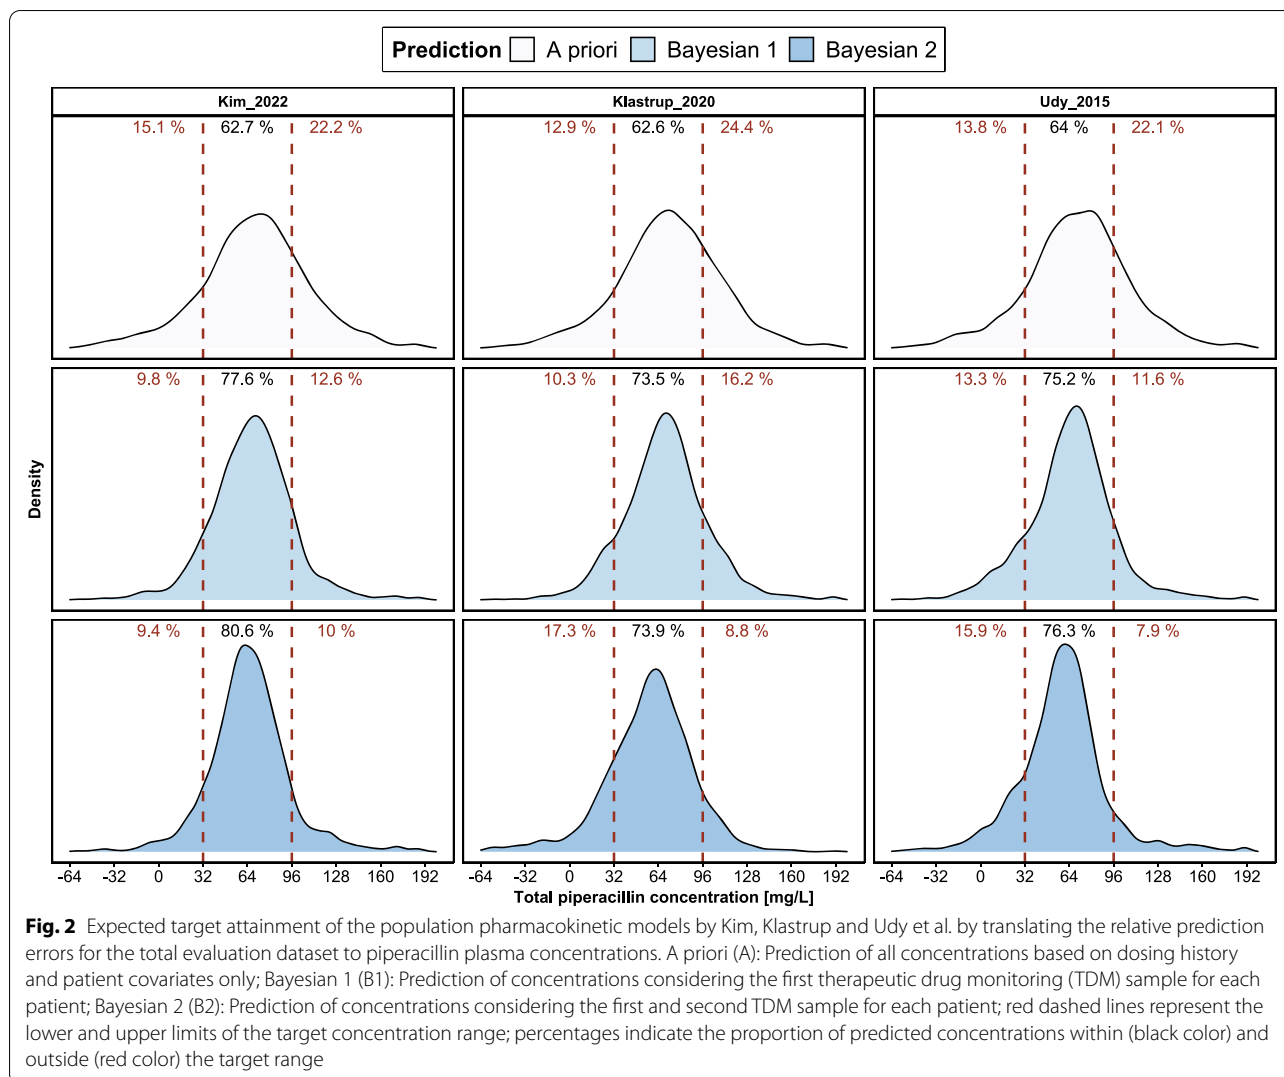 Prediction A priori Bayesian 1 Bayesian 2
Kim_2022 Klastrup_2020 Udy_2015
15.1 % 62.7 % 22.2 % 12.9 % 62.6 % 24.4 % 13.8 % 64 % 22.1 %
9.8 % 77.6 % 12.6 % 10.3 % 73.5 % 16.2 % 13.3 % 75.2 % 11.6 %
Density
9.4 % 80.6 % 10 % 17.3 % 73.9 % 8.8 % 15.9 % 76.3 % 7.9 %
-64 -32 0 32 64 96 128 160 192 -64 -32 0 32 64 96 128 160 192 -64 -32 0 32 64 96 128 160 192
Total piperacillin concentration [mg/L]
Fig. 2 Expected target attainment of the population pharmacokinetic models by Kim, Klastrup and Udy et al. by translating the relative prediction
errors for the total evaluation dataset to piperacillin plasma concentrations. A priori (A): Prediction of all concentrations based on dosing history
and patient covariates only; Bayesian 1 (B1): Prediction of concentrations considering the first therapeutic drug monitoring (TDM) sample for each
patient; Bayesian 2 (B2): Prediction of concentrations considering the first and second TDM sample for each patient; red dashed lines represent the
lower and upper limits of the target concentration range; percentages indicate the proportion of predicted concentrations within (black color) and
outside (red color) the target range